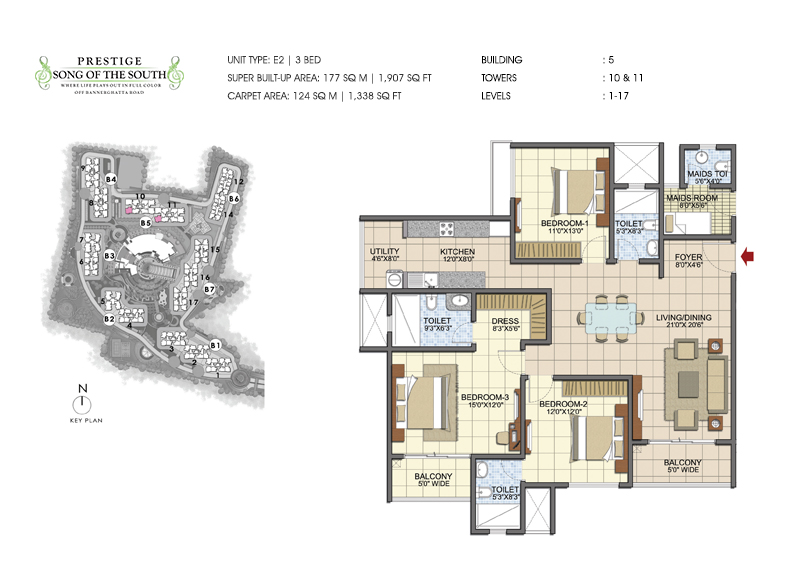 PRESTIGE
SONG OF THE SOUTH
WHERE LIFE PLAYS OUT IN FULL COLOR
OFF BANNERGHATTA ROAD
UNIT TYPE: E2 | 3 BED
SUPER BUILT-UP AREA: 177 SQ M | 1,907 SQ FT
CARPET AREA: 124 SQ M | 1,338 SQ FT
BUILDING : 5
TOWERS : 10 & 11
LEVELS : 1-17
9
B4
8
10
11
B5
12
B6
14
7
6
B3
15
16
B7
17
5
B2
4
3
B1
2
1
N
KEY PLAN
MAIDS TOI
5'6"X4'0"
MAIDS ROOM
8'0"X5'6"
BEDROOM-1
11'0"X13'0"
TOILET
5'3"X8'3"
UTILITY
4'6"X8'0"
KITCHEN
12'0"X8'0"
FOYER
8'0"X4'6"
TOILET
9'3"X6'3"
DRESS
8'3"X5'6"
LIVING/DINING
21'0"X 20'6"
BEDROOM-3
15'0"X12'0"
BEDROOM-2
12'0"X12'0"
BALCONY
5'0" WIDE
TOILET
5'3"X8'3"
BALCONY
5'0" WIDE